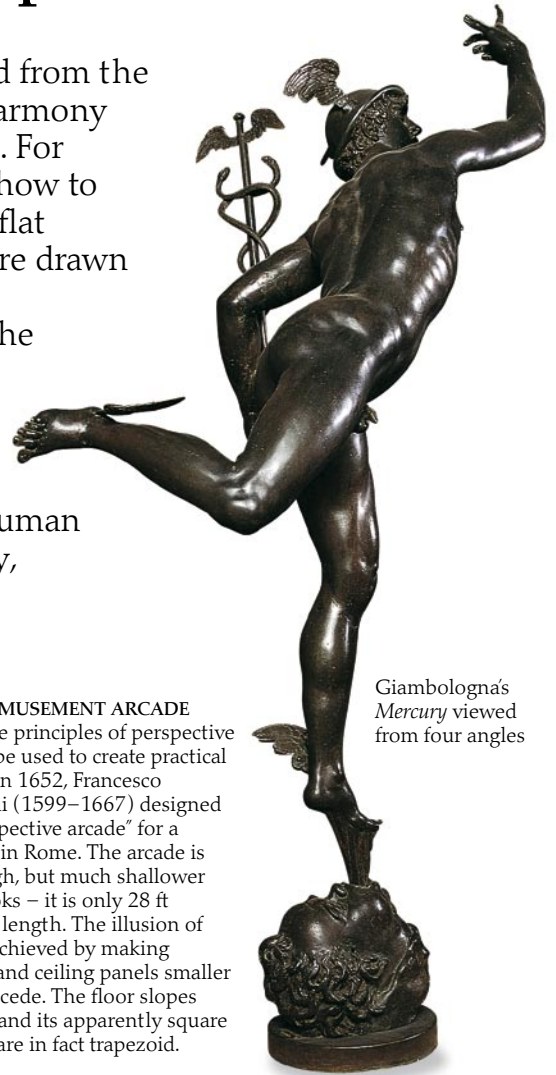 d from the
armony
. For
how to
flat
re drawn
he
uman
y,
MUSEMENT ARCADE
e principles of perspective
be used to create practical
n 1652, Francesco
i (1599–1667) designed
spective arcade” for a
in Rome. The arcade is
gh, but much shallower
oks – it is only 28 ft
length. The illusion of
chieved by making
and ceiling panels smaller
cede. The floor slopes
and its apparently square
are in fact trapezoid.
Giambologna’s
Mercury viewed
from four angles